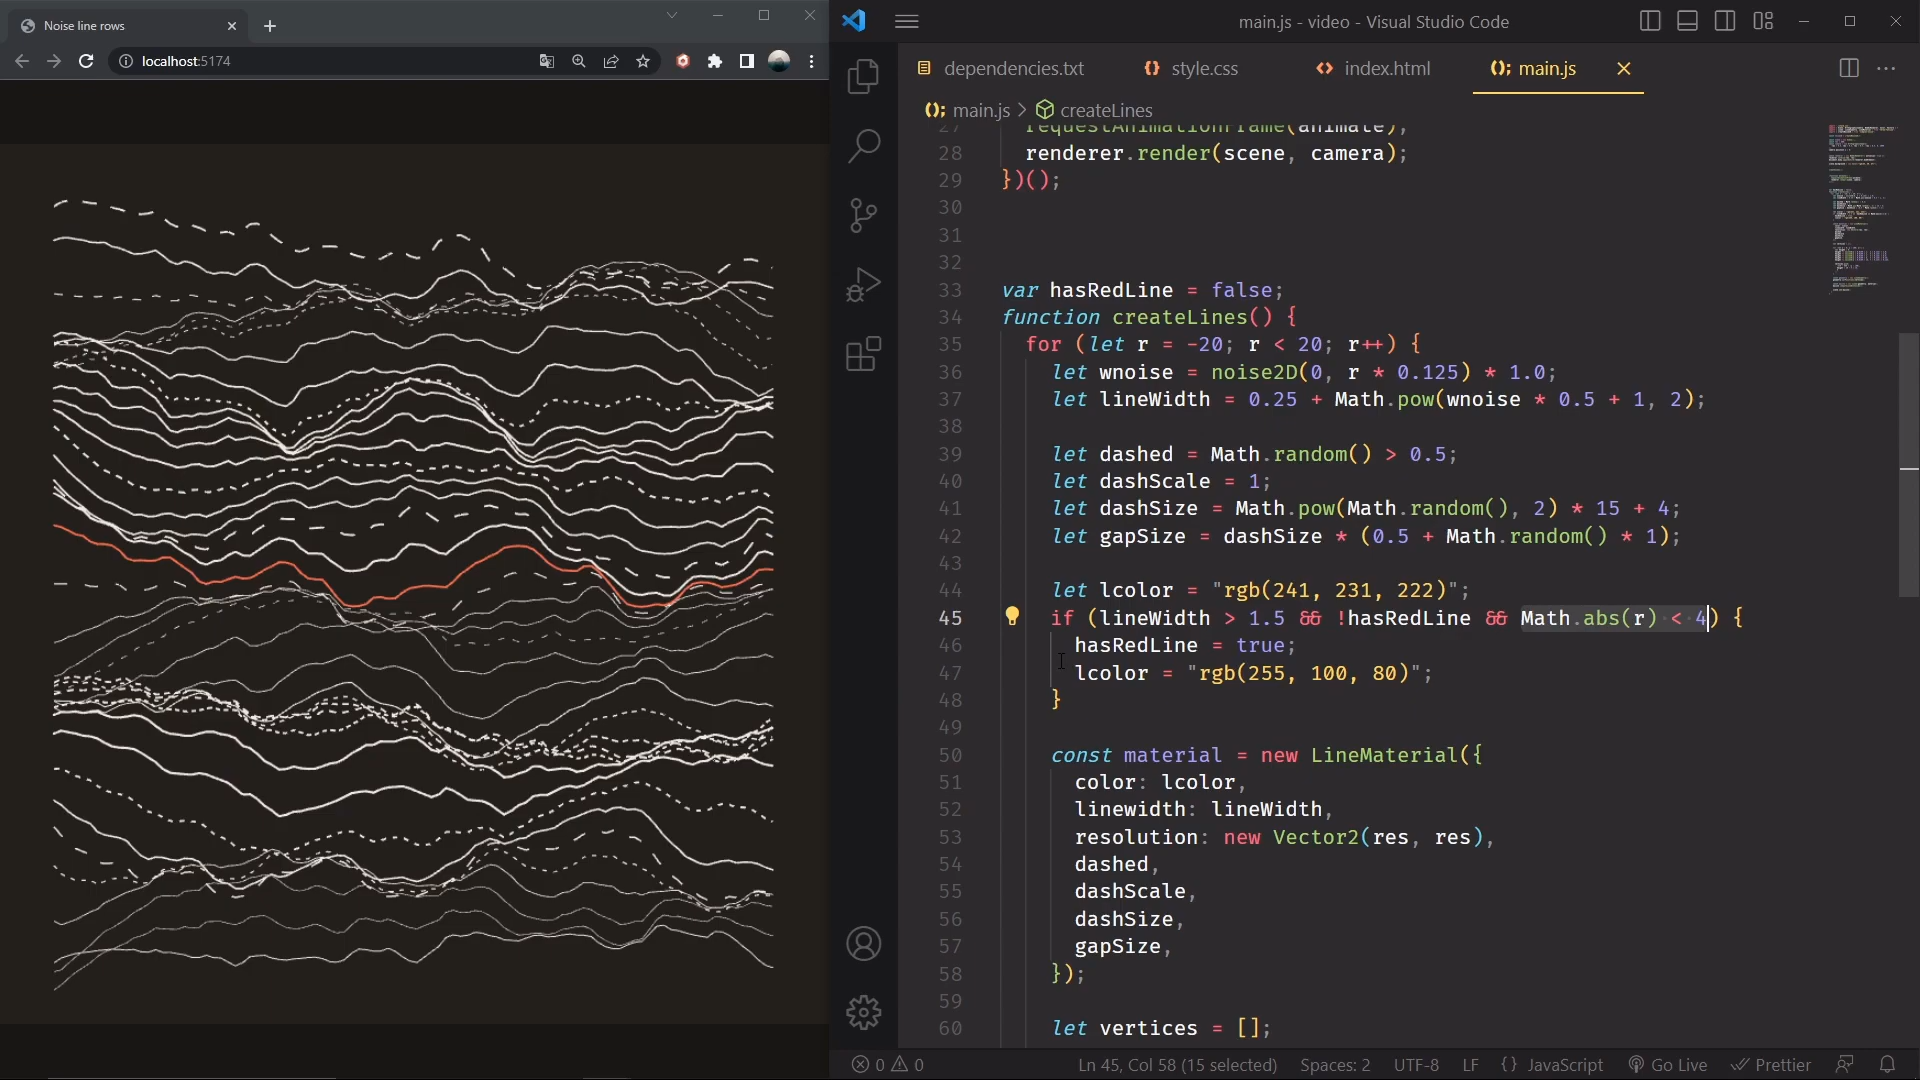 Noise line rows
localhost:5174
main.js - video - Visual Studio Code
dependencies.txt
style.css
index.html
main.js
main.js > createLines
27 requestAnimationFrame(animate);
28 renderer.render(scene, camera);
29 })();
30
31
32
33 var hasRedLine = false;
34 function createLines() {
35 for (let r = -20; r < 20; r++) {
36 let wnoise = noise2D(0, r * 0.125) * 1.0;
37 let lineWidth = 0.25 + Math.pow(wnoise * 0.5 + 1, 2);
38
39 let dashed = Math.random() > 0.5;
40 let dashScale = 1;
41 let dashSize = Math.pow(Math.random(), 2) * 15 + 4;
42 let gapSize = dashSize * (0.5 + Math.random() * 1);
43
44 let lcolor = "rgb(241, 231, 222)";
45 if (lineWidth > 1.5 && !hasRedLine && Math.abs(r) < 4) {
46 hasRedLine = true;
47 lcolor = "rgb(255, 100, 80)";
48 }
49
50 const material = new LineMaterial({
51 color: lcolor,
52 linewidth: lineWidth,
53 resolution: new Vector2(res, res),
54 dashed,
55 dashScale,
56 dashSize,
57 gapSize,
58 });
59
60 let vertices = [];
0 0 Ln 45, Col 58 (15 selected) Spaces: 2 UTF-8 LF {} JavaScript Go Live Prettier